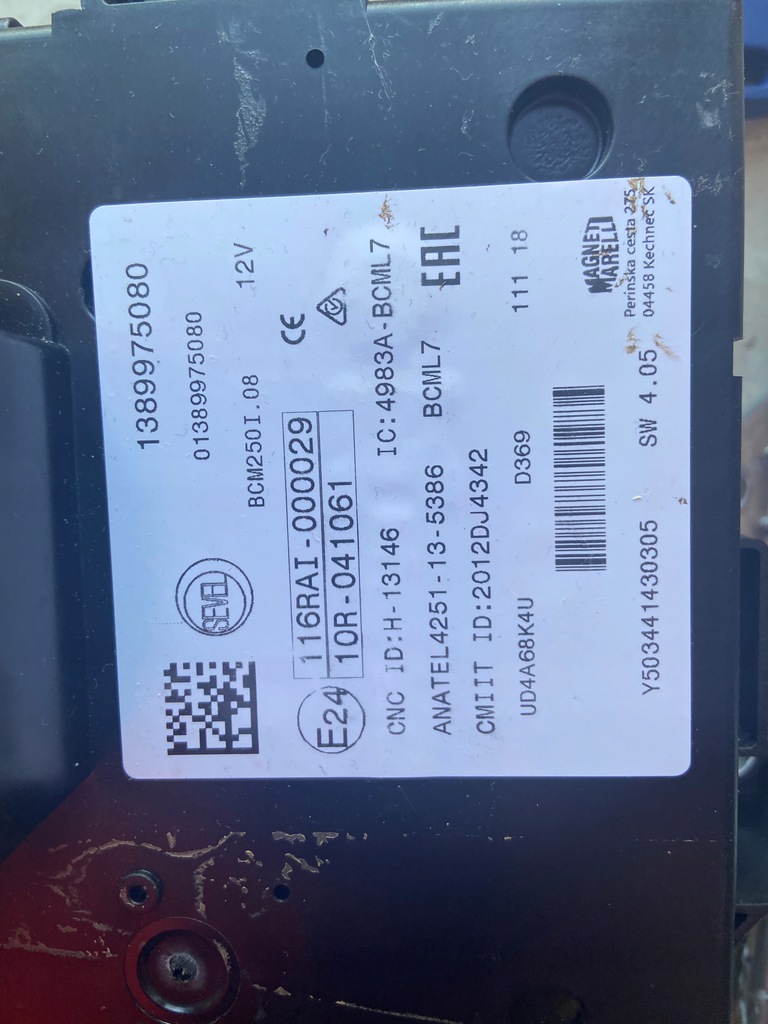 1389975080
01389975080
SEVEL
BCM250I.08 12V
E24
116RAI-000029
10R-041061
CE
CNC ID:H-13146 IC:4983A-BCML7
ANATEL4251-13-5386 BCML7
EAC
CMIIT ID:2012DJ4342
UD4A68K4U D369 111 18
MAGNETI
MARELLI
Perinska cesta 275
04458 Kechnec SK
Y503441430305 SW 4.05